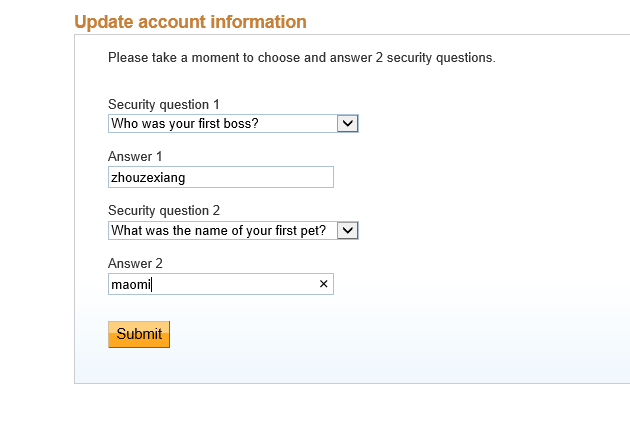 Update account information
Please take a moment to choose and answer 2 security questions.
Security question 1
Who was your first boss?
Answer 1
zhouzexiang
Security question 2
What was the name of your first pet?
Answer 2
maomi
Submit